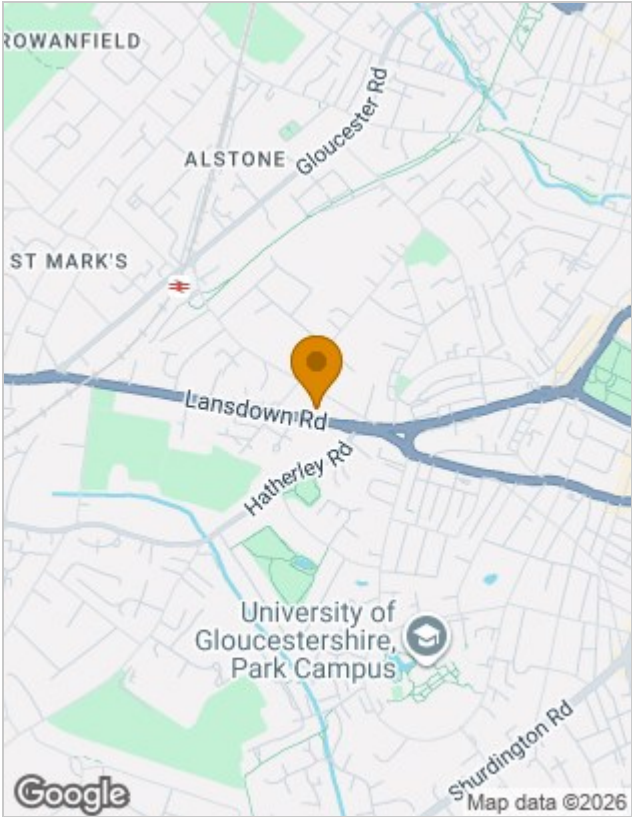 ROWANFIELD
Gloucester Rd
ALSTONE
ST MARK'S
Lansdown Rd
Hatherley Rd
University of
Gloucestershire,
Park Campus
Shurdington Rd
Google
Map data ©2026